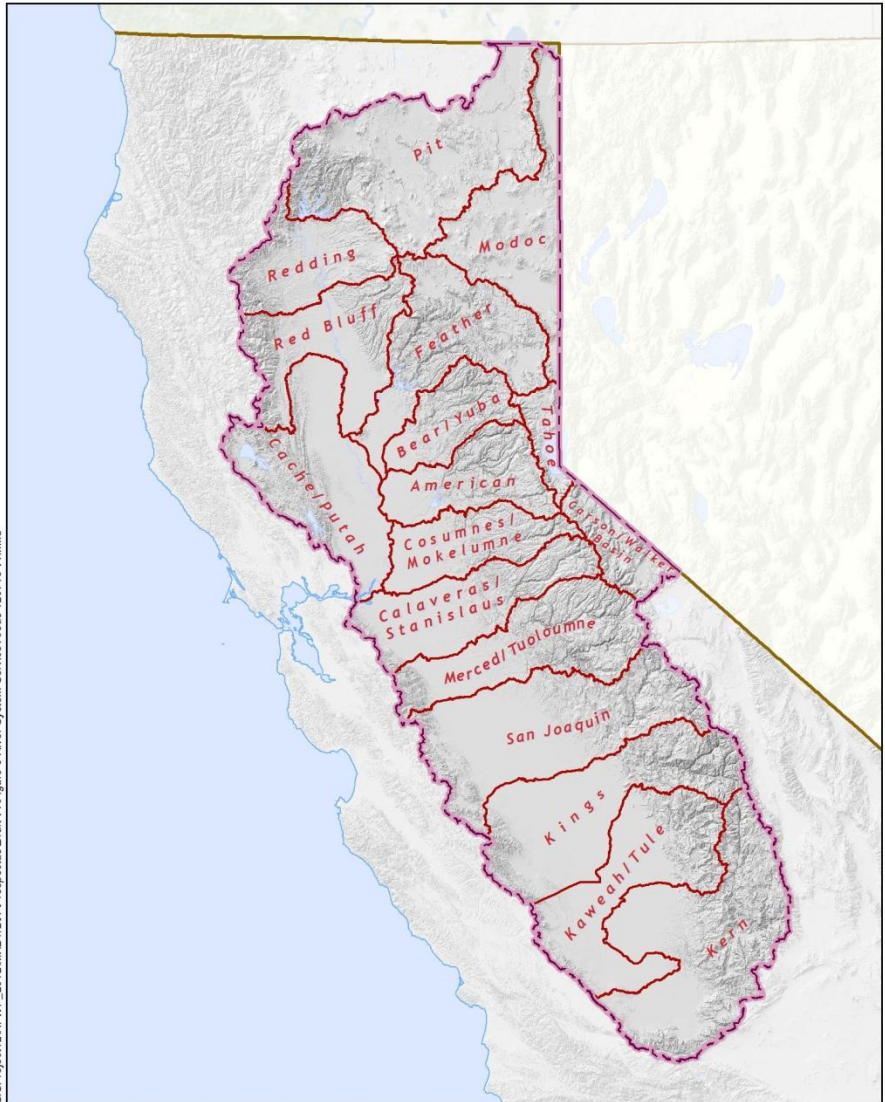 Pit
Modoc
Redding
Red Bluff
Feather
Bear/Yuba
Tahoe
Cache/Putah
American
Carson/Walker
Basin
Cosumnes/
Mokelumne
Calaveras/
Stanislaus
Merced/Tuoloumne
San Joaquin
Kings
Kaweah/Tule
Kern